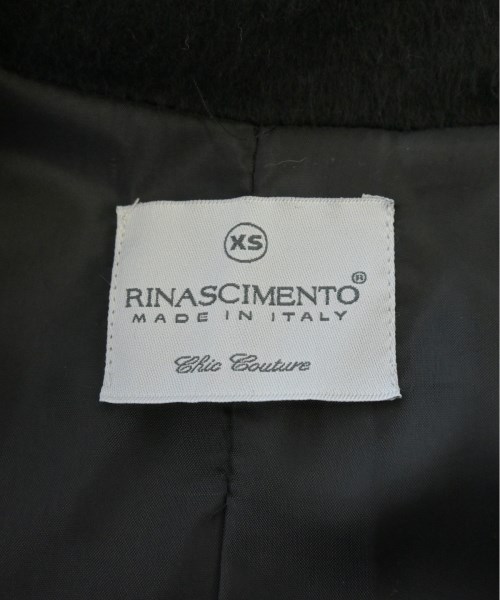 XS
RINASCIMENTO®
MADE IN ITALY
Chic Couture